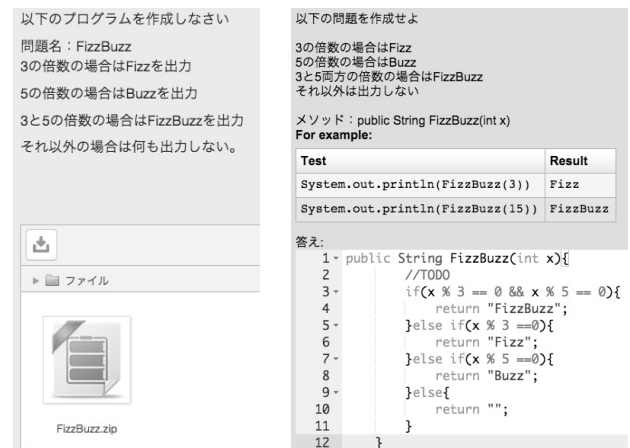 以下のプログラムを作成しなさい
問題名：FizzBuzz
3の倍数の場合はFizzを出力
5の倍数の場合はBuzzを出力
3と5の倍数の場合はFizzBuzzを出力
それ以外の場合は何も出力しない。
ファイル
FizzBuzz.zip
以下の問題を作成せよ
3の倍数の場合はFizz
5の倍数の場合はBuzz
3と5両方の倍数の場合はFizzBuzz
それ以外は出力しない
メソッド：public String FizzBuzz(int x)
For example:
Test Result
System.out.println(FizzBuzz(3)) Fizz
System.out.println(FizzBuzz(15)) FizzBuzz
答え:
1 public String FizzBuzz(int x){
2 //TODO
3 if(x % 3 == 0 && x % 5 == 0){
4 return "FizzBuzz";
5 }else if(x % 3 ==0){
6 return "Fizz";
7 }else if(x % 5 ==0){
8 return "Buzz";
9 }else{
10 return "";
11 }
12 }